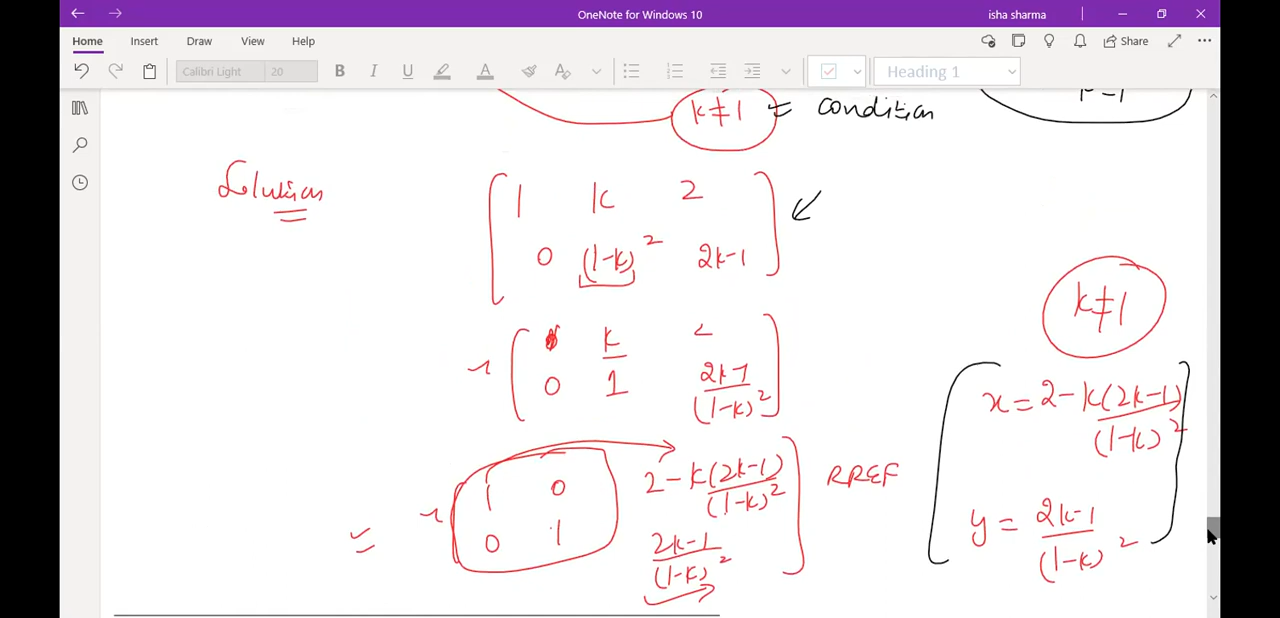 OneNote for Windows 10
isha sharma
Home Insert Draw View Help
Share
Calibri Light 20 B I U A Heading 1
k≠1 = condition
Solution
1 k 2
0 (1-k)² 2k-1
k≠1
k 2
0 1 2k-1/(1-k)²
1 0 2-k(2k-1)/(1-k)² RREF
0 1 2k-1/(1-k)²
x = 2-k(2k-1)/(1-k)²
y = 2k-1/(1-k)²